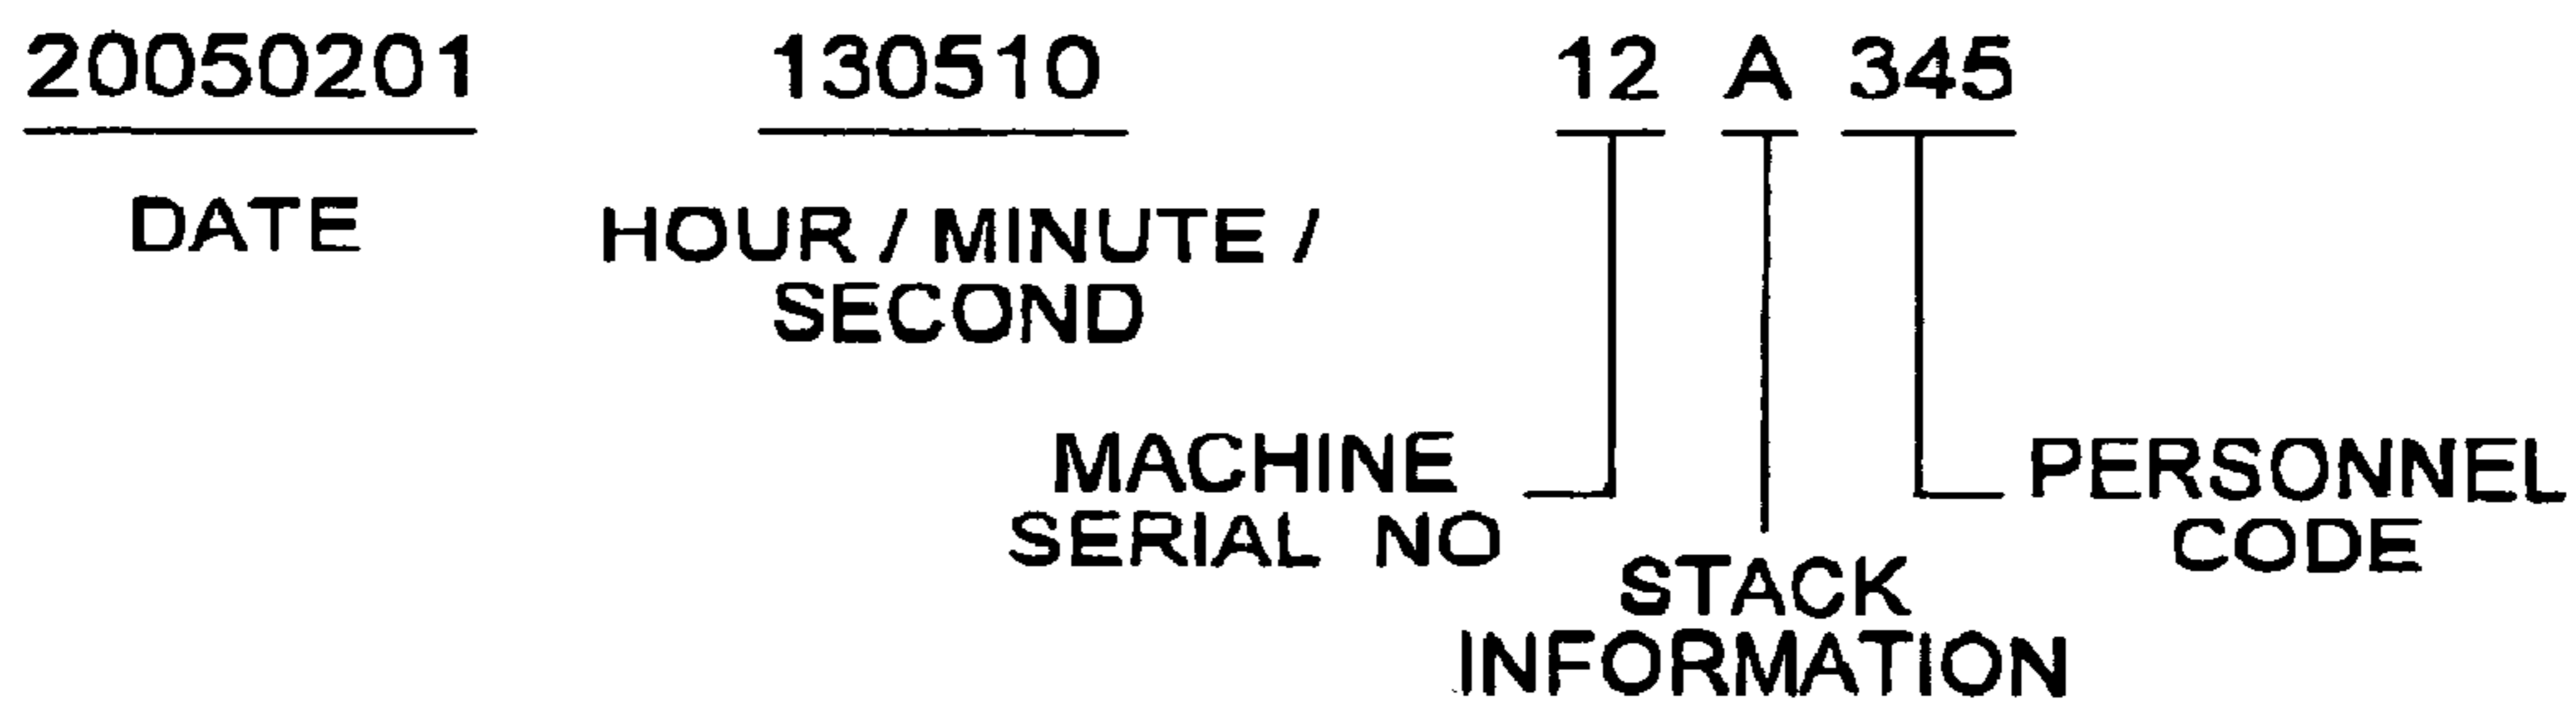 20050201 130510 12 A 345
DATE
HOUR / MINUTE /
SECOND
MACHINE
SERIAL NO
STACK
INFORMATION
PERSONNEL
CODE